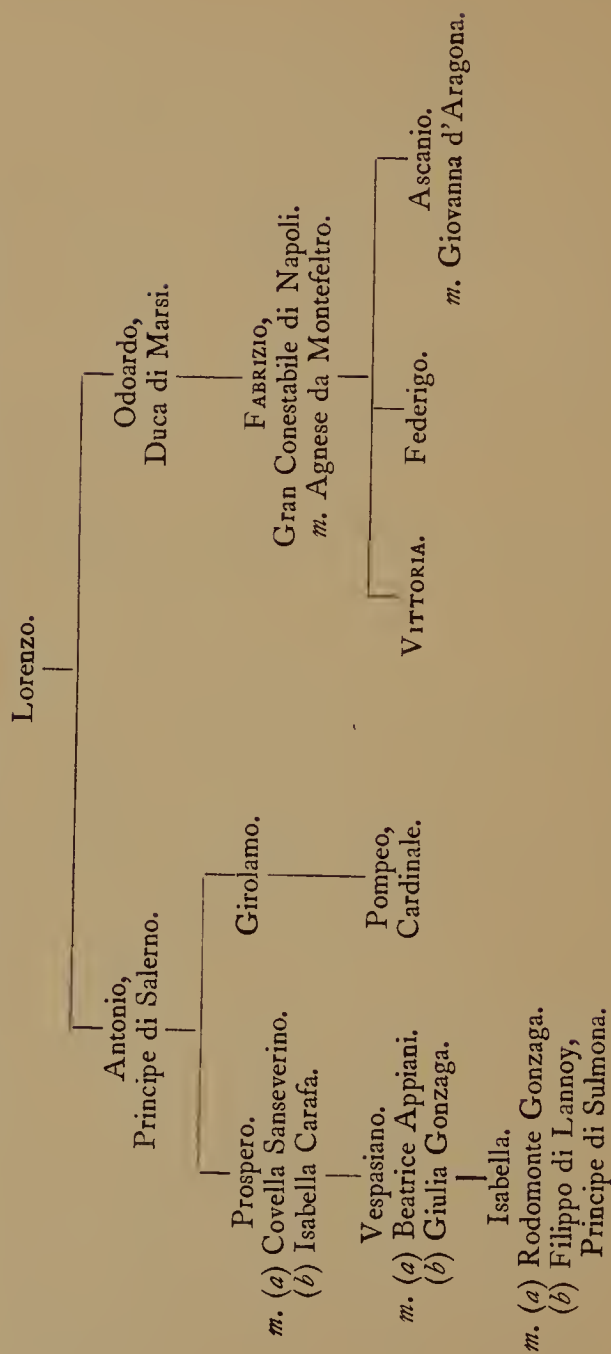 Lorenzo.
Antonio,
Principe di Salerno.
Odoardo,
Duca di Marsi.
Prospero.
m. (a) Covella Sanseverino.
(b) Isabella Carafa.
Girolamo.
FABRIZIO,
Gran Conestabile di Napoli.
m. Agnese da Montefeltro.
Vespasiano.
m. (a) Beatrice Appiani.
(b) Giulia Gonzaga.
Pompeo,
Cardinale.
VITTORIA.
Federigo.
Ascanio.
m. Giovanna d'Aragona.
Isabella.
m. (a) Rodomonte Gonzaga.
(b) Filippo di Lannoy,
Principe di Sulmona.